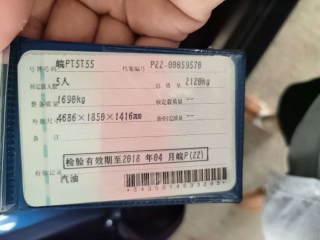 号牌号码 皖PT5T55 档案编号 P22-00659578
核定载人数 5人 总质量 2120kg
整备质量 1690kg 核定载质量 --
外廓尺寸 4686×1850×1416mm 准牵引总质量 --
备注
检验有效期至2018 年04 月皖P(22)
检验记录
汽油